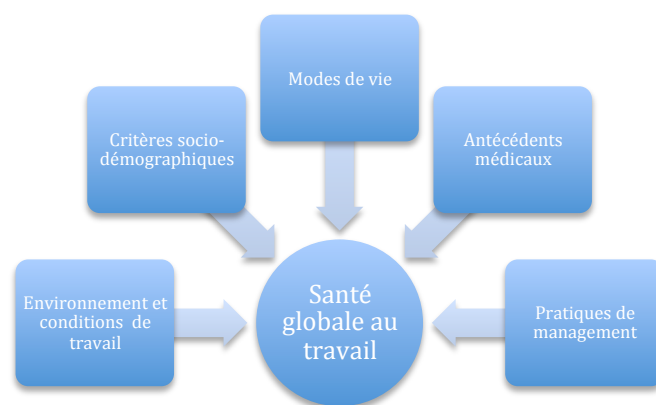 Modes de vie
Critères socio-
démographiques
Antécédents
médicaux
Environnement et
conditions de
travail
Santé
globale au
travail
Pratiques de
management